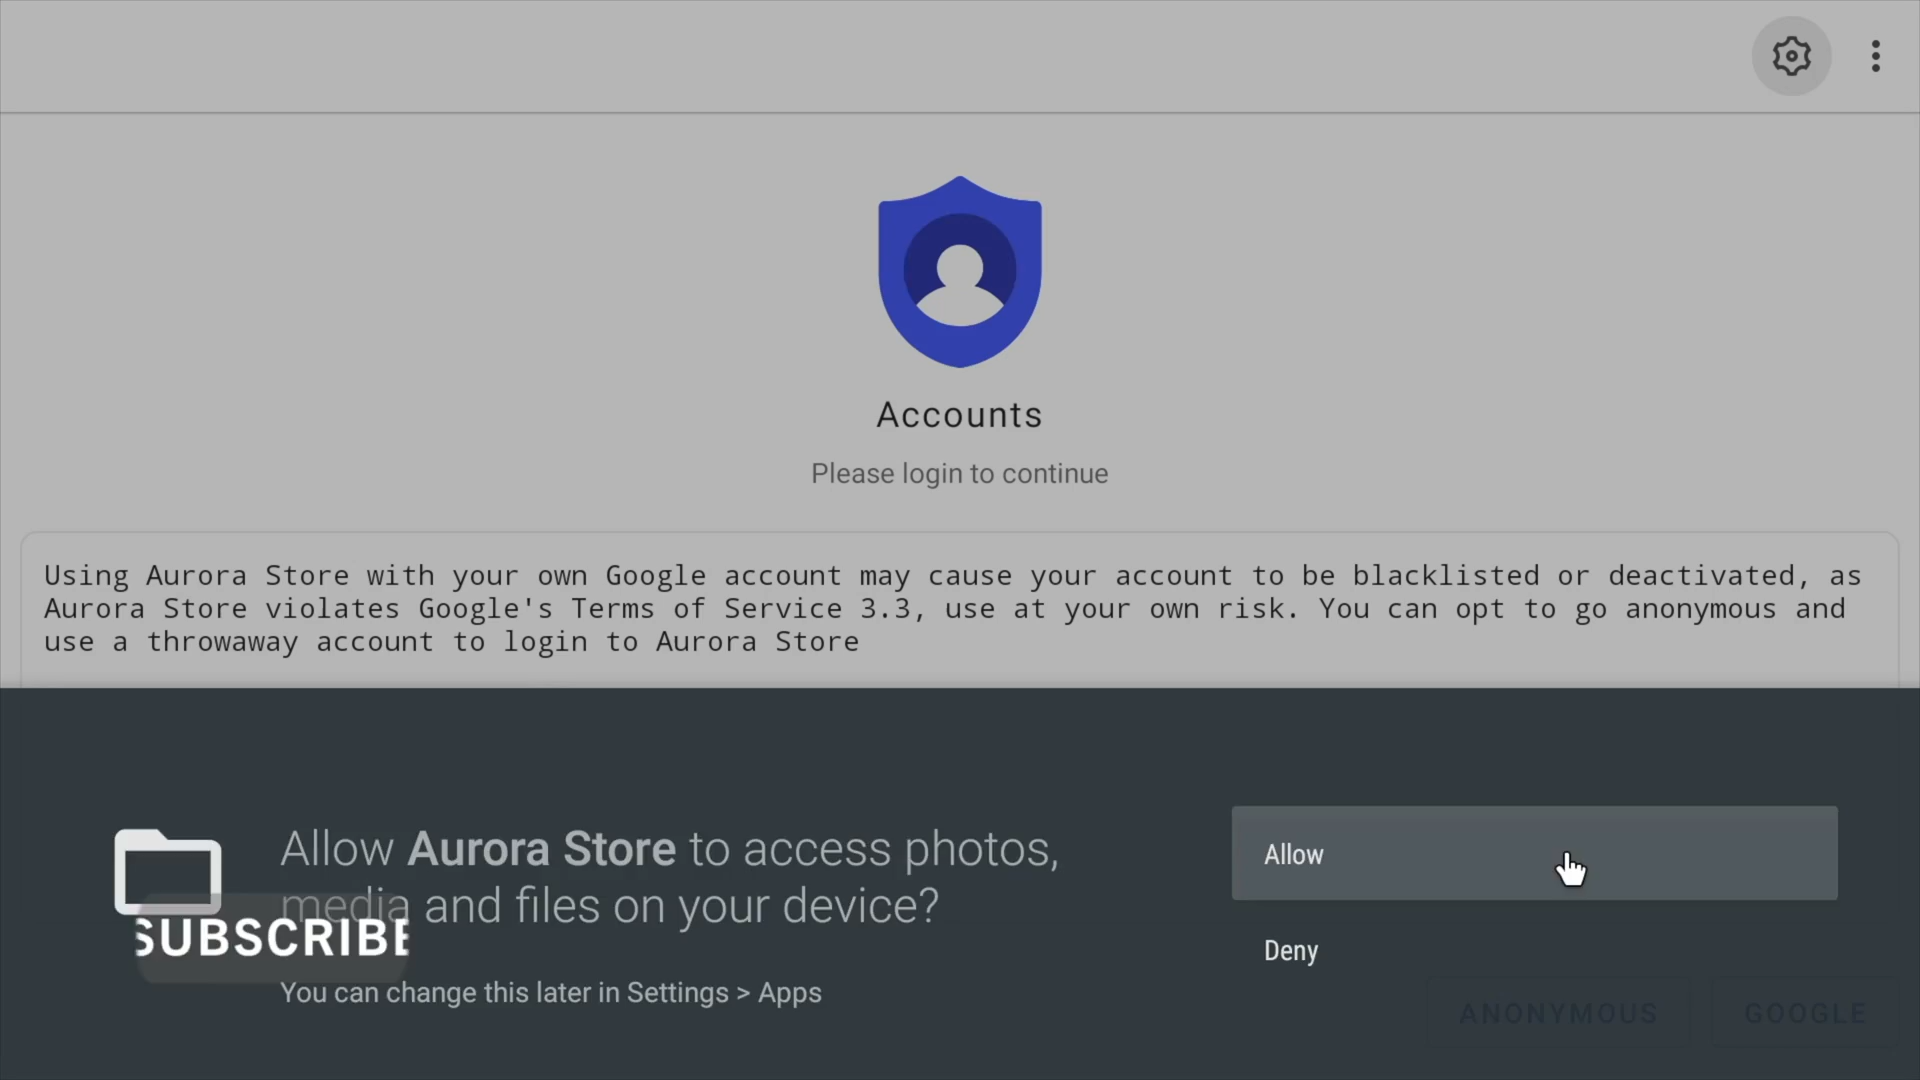 Accounts
Please login to continue
Using Aurora Store with your own Google account may cause your account to be blacklisted or deactivated, as
Aurora Store violates Google's Terms of Service 3.3, use at your own risk. You can opt to go anonymous and
use a throwaway account to login to Aurora Store
Allow Aurora Store to access photos,
media and files on your device?
SUBSCRIBE
You can change this later in Settings > Apps
Allow
Deny
ANONYMOUS
GOOGLE